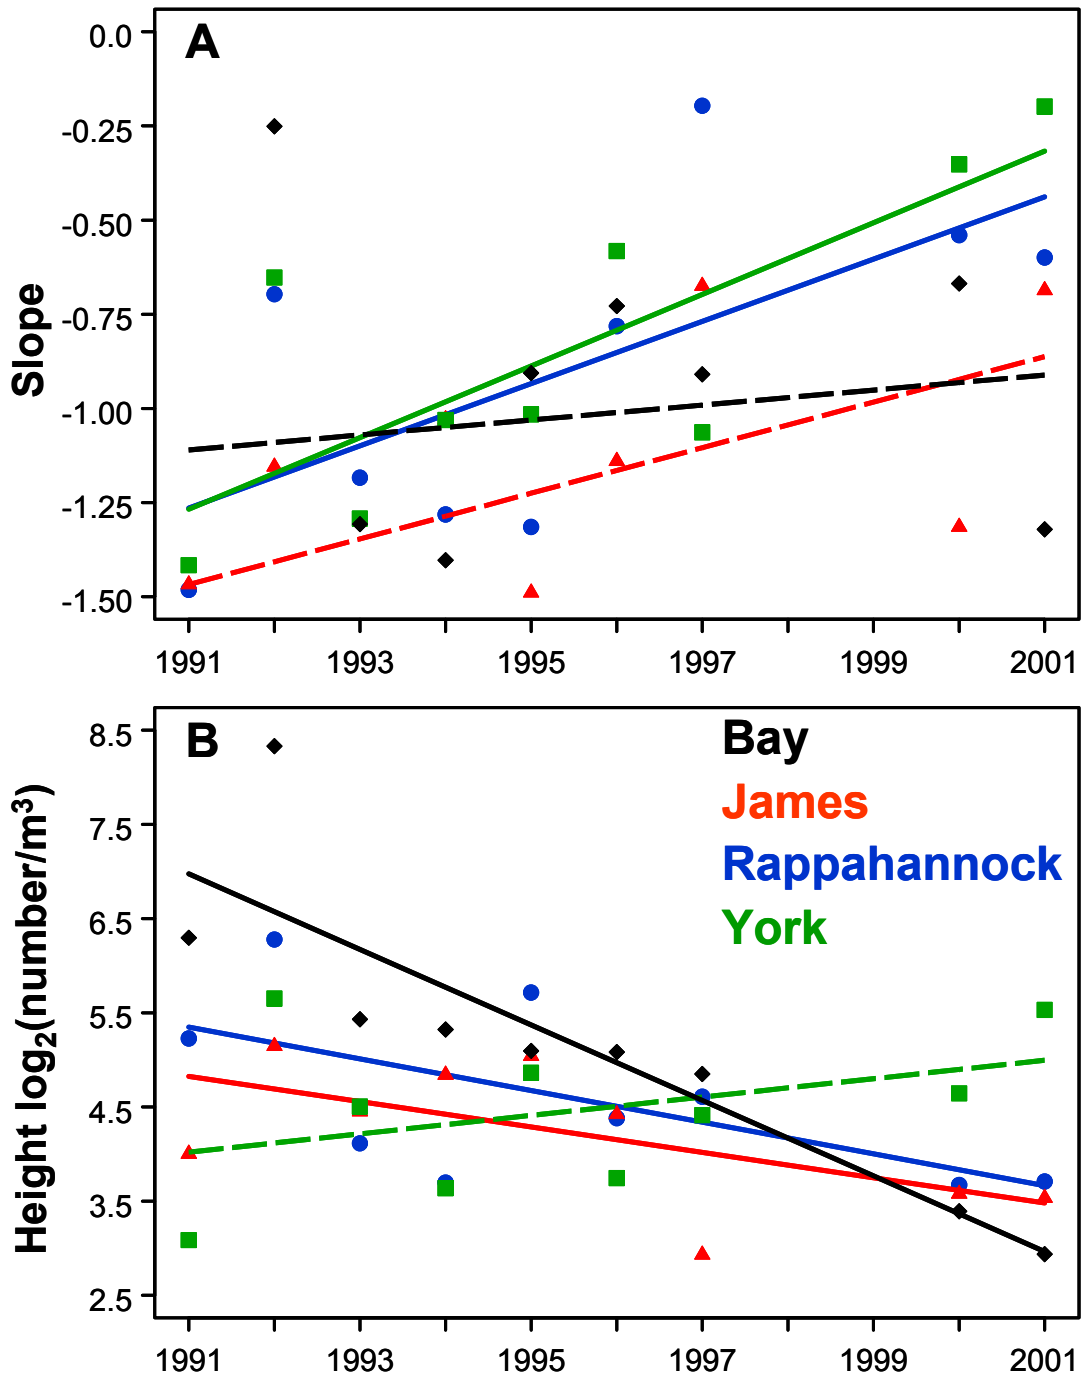 A
Slope
0.0
-0.25
-0.50
-0.75
-1.00
-1.25
-1.50
1991 1993 1995 1997 1999 2001
B
Bay
James
Rappahannock
York
Height log₂(number/m³)
8.5
7.5
6.5
5.5
4.5
3.5
2.5
1991 1993 1995 1997 1999 2001